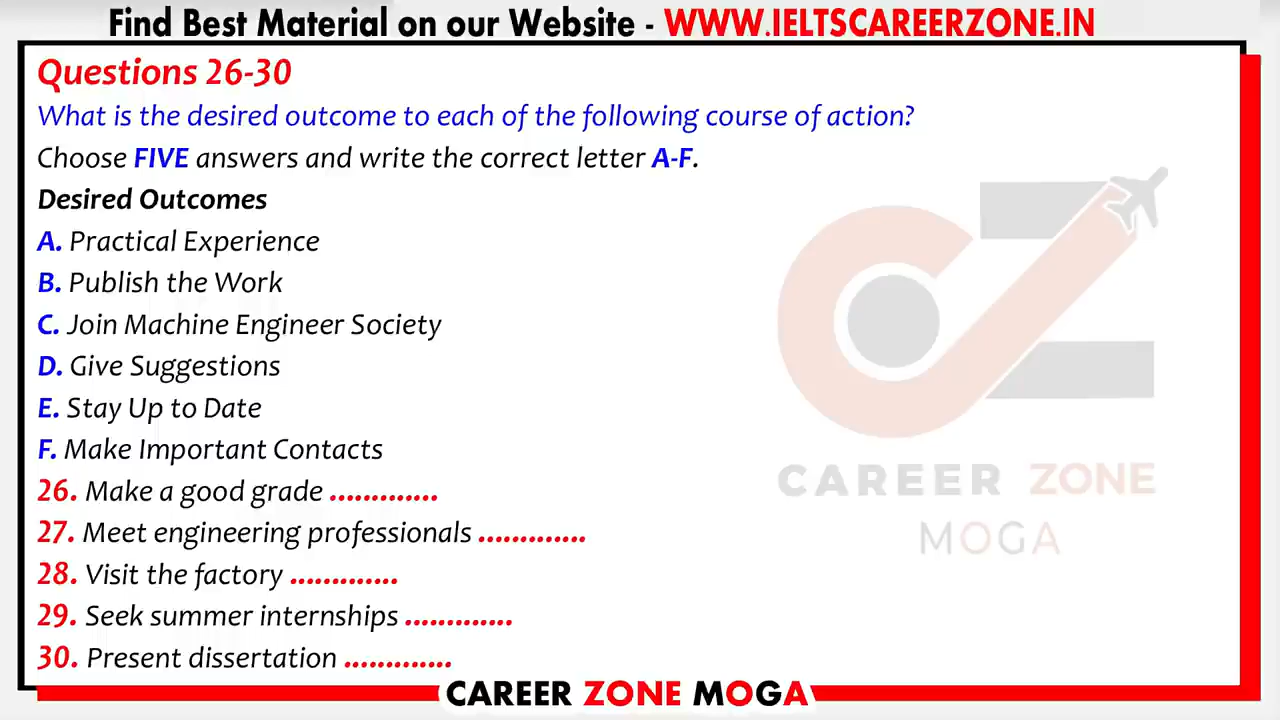 Find Best Material on our Website - WWW.IELTSCAREERZONE.IN
Questions 26-30
What is the desired outcome to each of the following course of action?
Choose FIVE answers and write the correct letter A-F.
Desired Outcomes
A. Practical Experience
B. Publish the Work
C. Join Machine Engineer Society
D. Give Suggestions
E. Stay Up to Date
F. Make Important Contacts
26. Make a good grade .............
27. Meet engineering professionals .............
28. Visit the factory .............
29. Seek summer internships .............
30. Present dissertation .............
CAREER ZONE
MOGA
CAREER ZONE MOGA